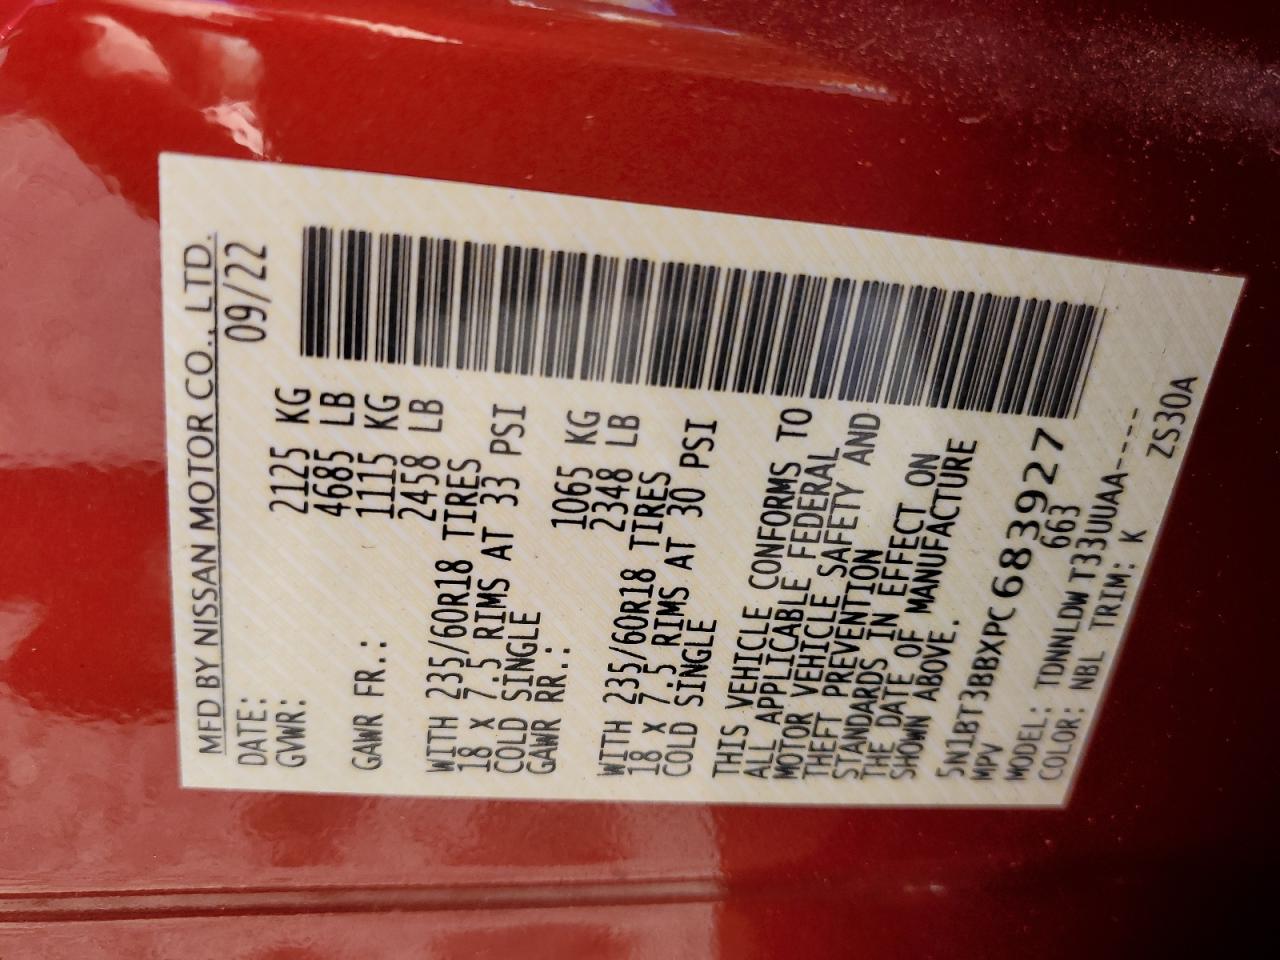 MFD BY NISSAN MOTOR CO., LTD.
DATE: 09/22
GVWR: 2125 KG
4685 LB
GAWR FR.: 1115 KG
2458 LB
WITH 235/60R18 TIRES
18 X 7.5 RIMS AT 33 PSI
COLD SINGLE
GAWR RR.: 1065 KG
2348 LB
WITH 235/60R18 TIRES
18 X 7.5 RIMS AT 30 PSI
COLD SINGLE
THIS VEHICLE CONFORMS TO
ALL APPLICABLE FEDERAL
MOTOR VEHICLE SAFETY AND
THEFT PREVENTION
STANDARDS IN EFFECT ON
THE DATE OF MANUFACTURE
SHOWN ABOVE.
5N1BT3BBXPC683927
MPV 663
MODEL: TDNNLDW T33UUAA----
COLOR: NBL TRIM: K ZS30A